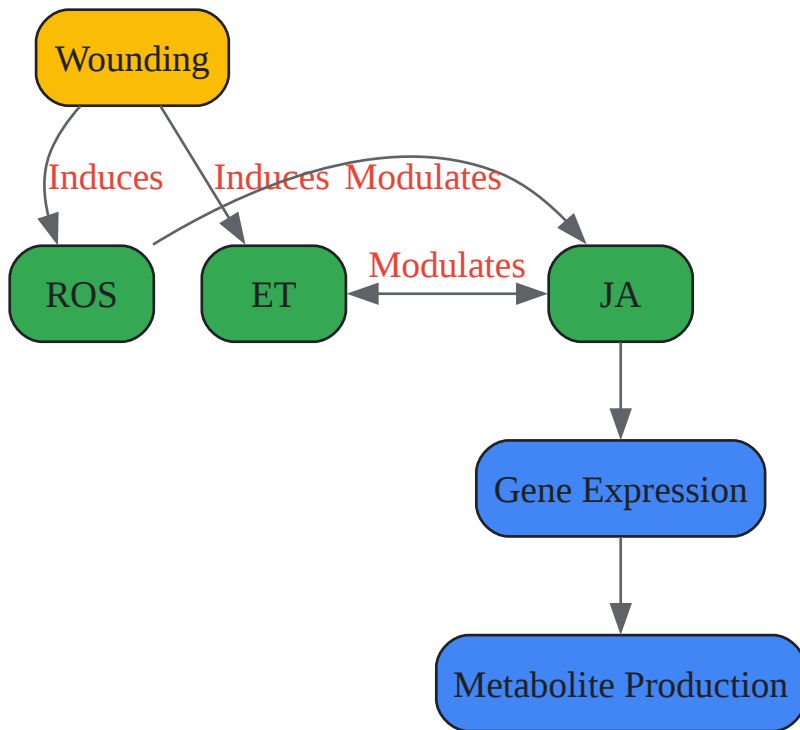 Wounding
Induces
Induces
Modulates
Modulates
ROS
ET
JA
Gene Expression
Metabolite Production